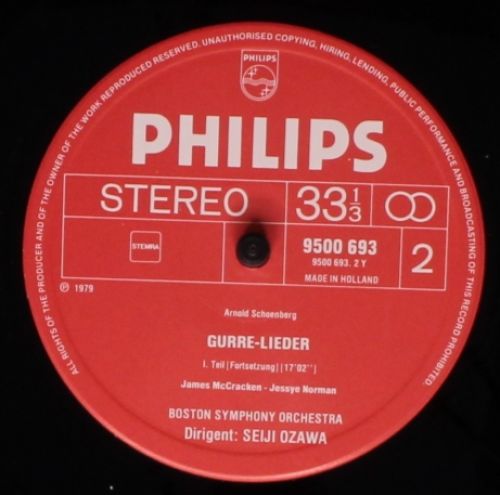 ALL RIGHTS OF THE PRODUCER AND OF THE OWNER OF THE WORK REPRODUCED RESERVED. UNAUTHORISED COPYING, HIRING, LENDING, PUBLIC PERFORMANCE AND BROADCASTING OF THIS RECORD PROHIBITED.
PHILIPS
PHILIPS
STEREO
33 1/3
STEMRA
9500 693
9500 693. 2 Y
MADE IN HOLLAND
2
℗ 1979
Arnold Schoenberg
GURRE-LIEDER
I. Teil [Fortsetzung] [17'02'']
James McCracken - Jessye Norman
BOSTON SYMPHONY ORCHESTRA
Dirigent: SEIJI OZAWA